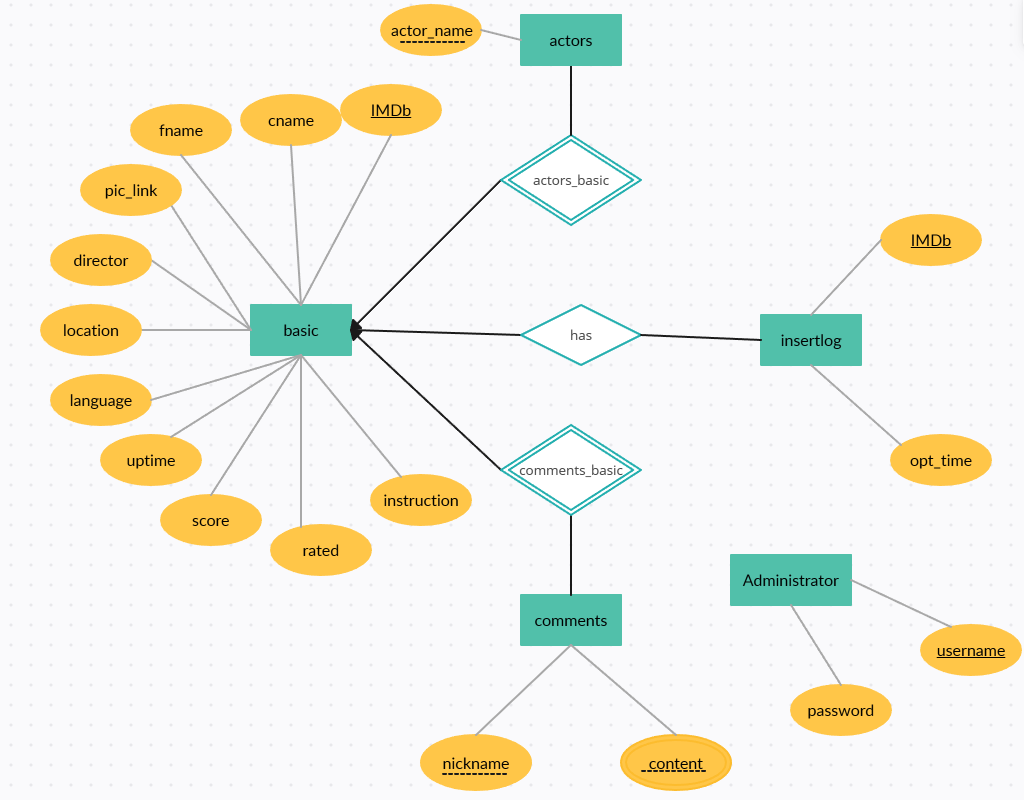 actor_name
actors
IMDb
cname
fname
actors_basic
pic_link
IMDb
director
location
basic
has
insertlog
language
uptime
opt_time
comments_basic
instruction
score
rated
Administrator
comments
username
password
nickname
content